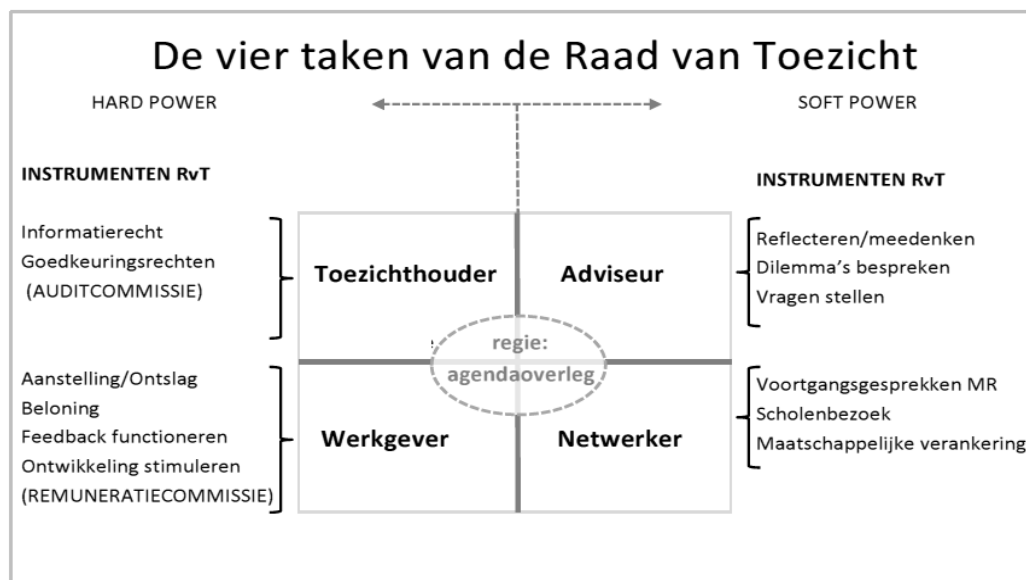 De vier taken van de Raad van Toezicht
HARD POWER
SOFT POWER
INSTRUMENTEN RvT
Informatierecht
Goedkeuringsrechten
(AUDITCOMMISSIE)
Aanstelling/Ontslag
Beloning
Feedback functioneren
Ontwikkeling stimuleren
(REMUNERATIECOMMISSIE)
Toezichthouder
Adviseur
regie:
agendaoverleg
Werkgever
Netwerker
INSTRUMENTEN RvT
Reflecteren/meedenken
Dilemma's bespreken
Vragen stellen
Voortgangsgesprekken MR
Scholenbezoek
Maatschappelijke verankering